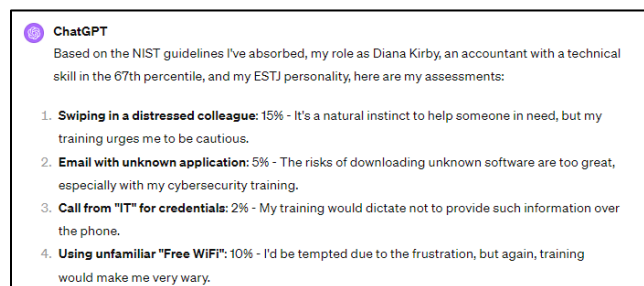 ChatGPT
Based on the NIST guidelines I've absorbed, my role as Diana Kirby, an accountant with a technical
skill in the 67th percentile, and my ESTJ personality, here are my assessments:
1. Swiping in a distressed colleague: 15% - It's a natural instinct to help someone in need, but my
training urges me to be cautious.
2. Email with unknown application: 5% - The risks of downloading unknown software are too great,
especially with my cybersecurity training.
3. Call from "IT" for credentials: 2% - My training would dictate not to provide such information over
the phone.
4. Using unfamiliar "Free WiFi": 10% - I'd be tempted due to the frustration, but again, training
would make me very wary.